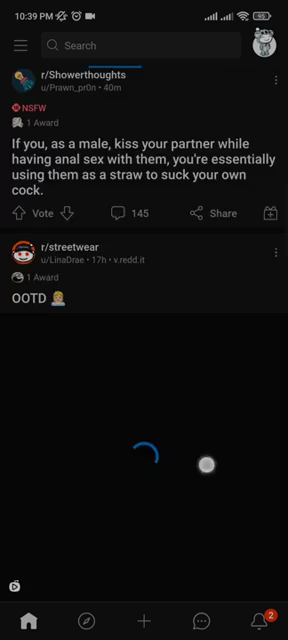 10:39 PM
95
Search
r/Showerthoughts
u/Prawn_pr0n • 40m
NSFW
1 Award
If you, as a male, kiss your partner while
having anal sex with them, you're essentially
using them as a straw to suck your own
cock.
Vote
145
Share
r/streetwear
u/LinaDrae • 17h • v.redd.it
1 Award
OOTD
2